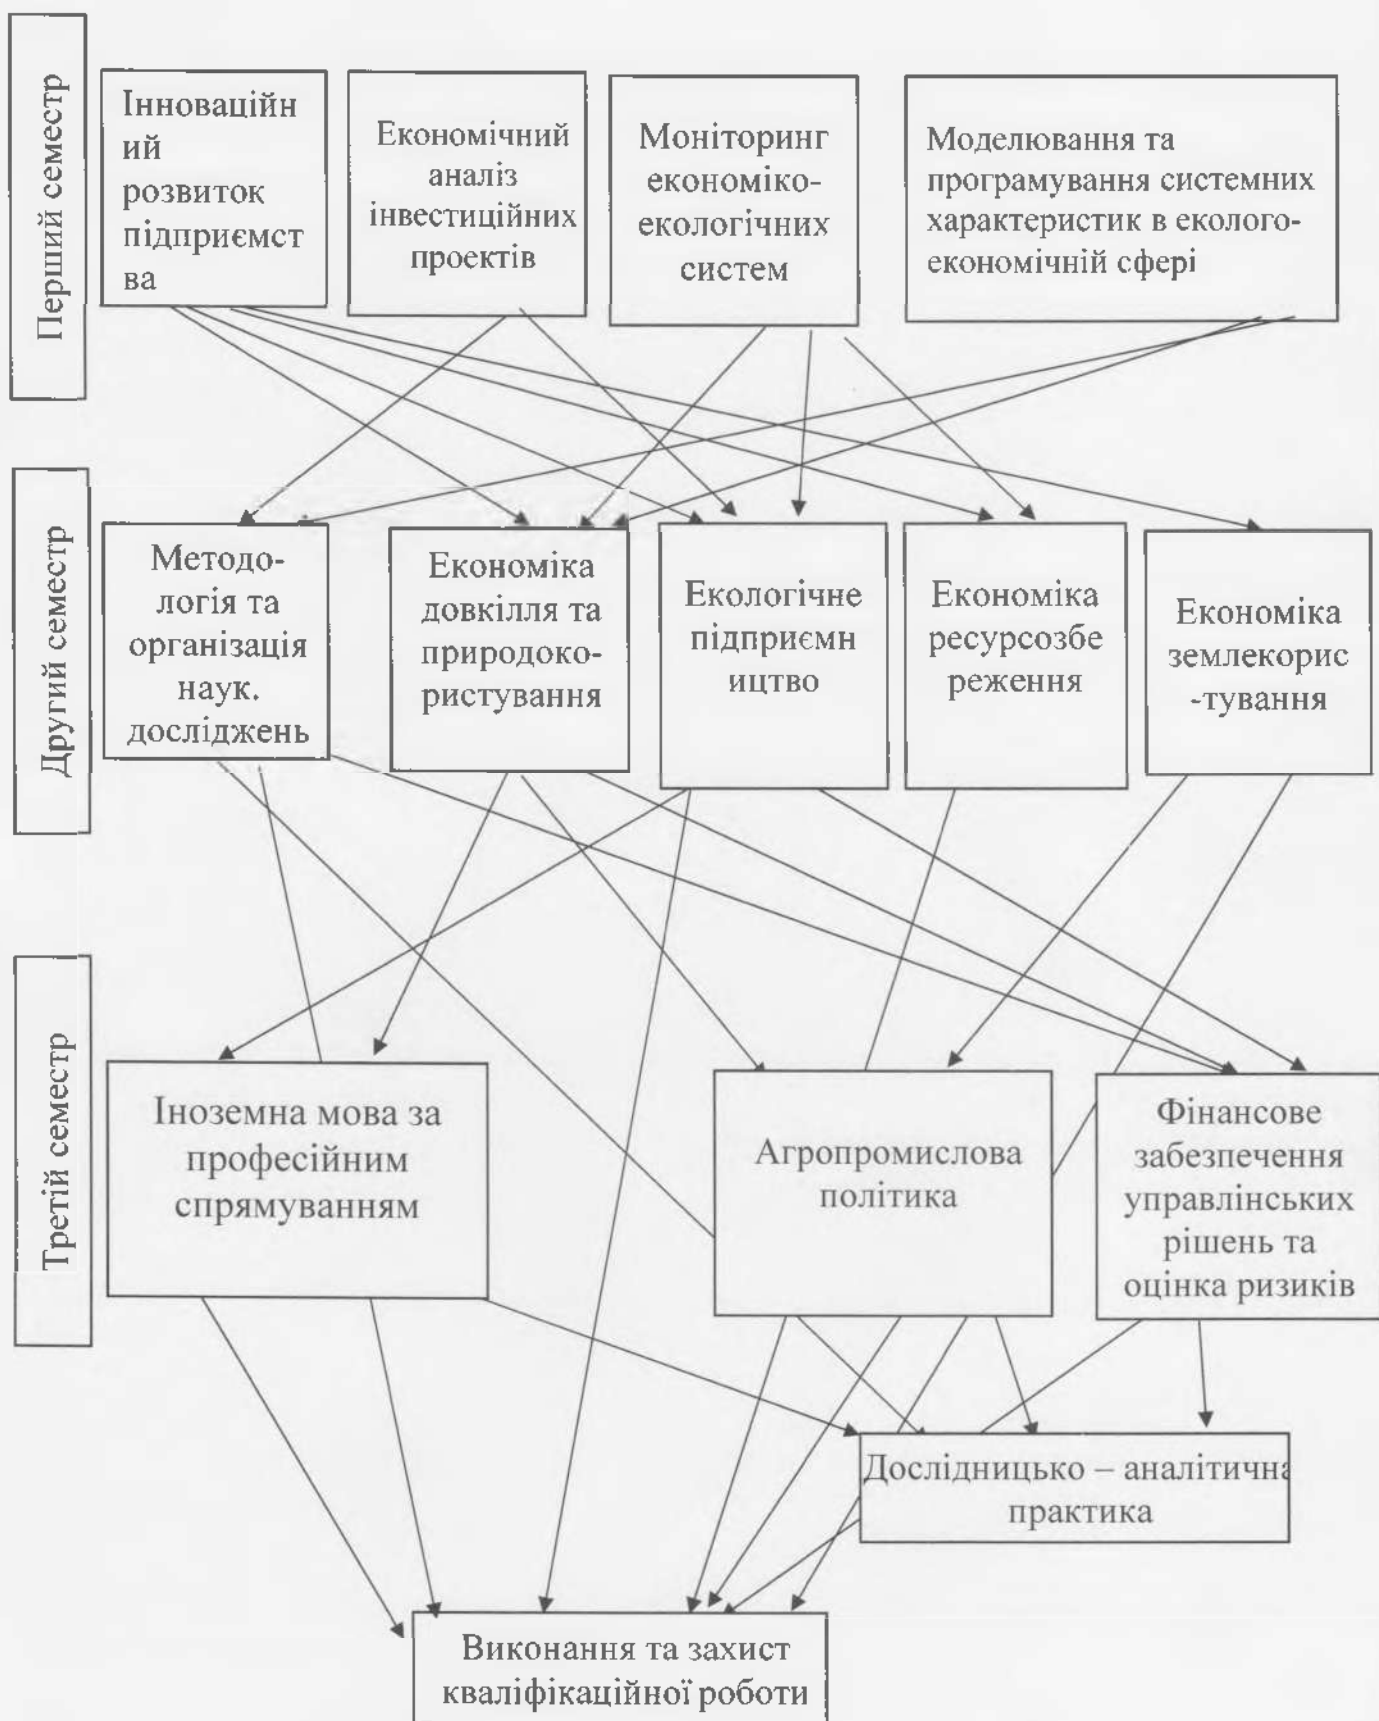 Перший семестр
Інноваційн
ий
розвиток
підприємст
ва
Економічний
аналіз
інвестиційних
проектів
Моніторинг
економіко-
екологічних
систем
Моделювання та
програмування системних
характеристик в еколого-
економічній сфері
Другий семестр
Методо-
логія та
організація
наук.
досліджень
Економіка
довкілля та
природоко-
ристування
Екологічне
підприємн
ицтво
Економіка
ресурсозбе
реження
Економіка
землекорис
-тування
Третій семестр
Іноземна мова за
професійним
спрямуванням
Агропромислова
політика
Фінансове
забезпечення
управлінських
рішень та
оцінка ризиків
Дослідницько – аналітична
практика
Виконання та захист
кваліфікаційної роботи